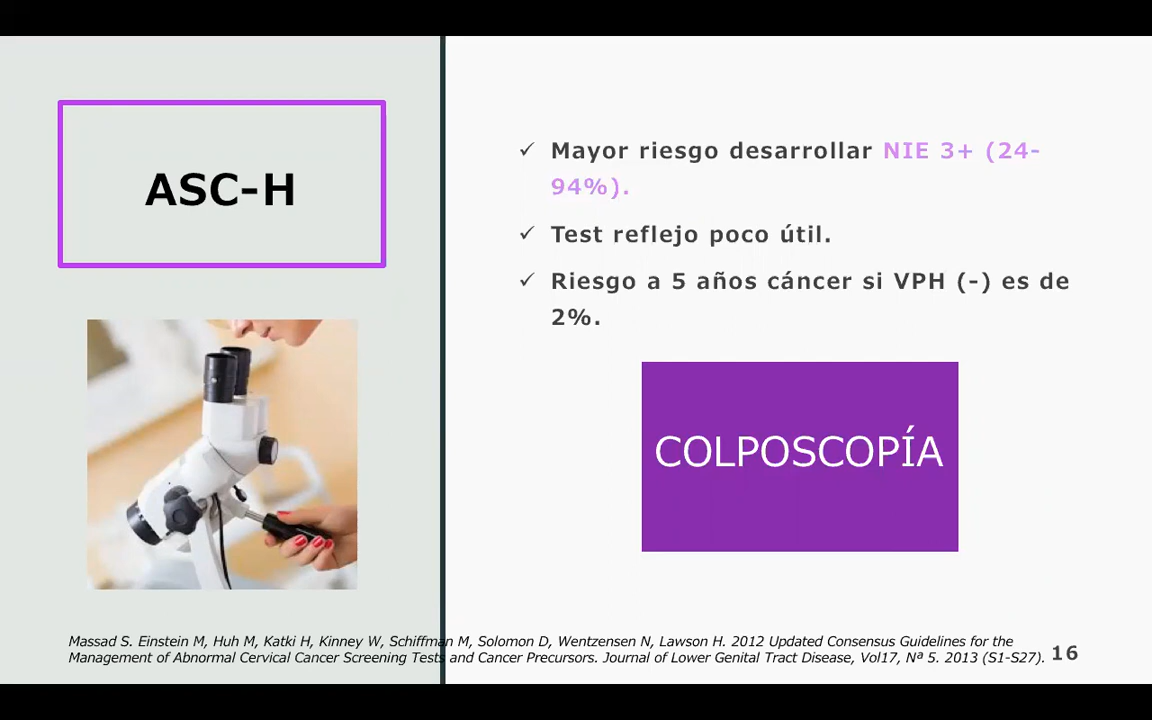 ASC-H
Mayor riesgo desarrollar NIE 3+ (24-
94%).
Test reflejo poco útil.
Riesgo a 5 años cáncer si VPH (-) es de
2%.
COLPOSCOPÍA
Massad S. Einstein M, Huh M, Katki H, Kinney W, Schiffman M, Solomon D, Wentzensen N, Lawson H. 2012 Updated Consensus Guidelines for the
Management of Abnormal Cervical Cancer Screening Tests and Cancer Precursors. Journal of Lower Genital Tract Disease, Vol17, Nª 5. 2013 (S1-S27).
16